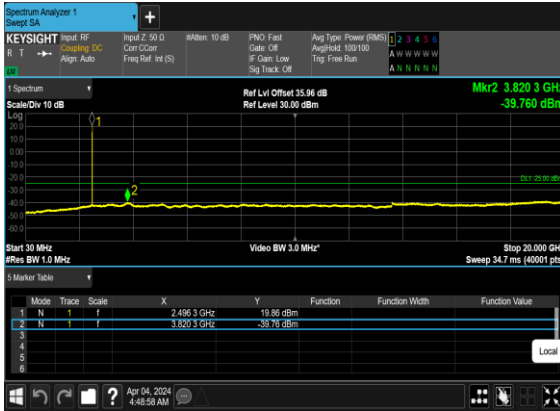 Spectrum Analyzer 1
Swept SA
+
KEYSIGHT Input: RF Input Z: 50 Ω #Atten: 10 dB PNO: Fast Avg Type: Power (RMS) 1 2 3 4 5 6
R T Coupling: DC Corr CCorr Gate: Off Avg|Hold: 100/100 A W W W W W
Align: Auto Freq Ref: Int (S) IF Gain: Low Trig: Free Run
Sig Track: Off A N N N N N
LV
1 Spectrum
Ref Lvl Offset 35.96 dB Mkr2 3.820 3 GHz
Scale/Div 10 dB Ref Level 30.00 dBm -39.760 dBm
Log
20.0
10.0
0.00
-10.0
-20.0
-30.0
-40.0
-50.0
-60.0
1
2
Start 30 MHz Video BW 3.0 MHz* Stop 20.000 GH
#Res BW 1.0 MHz Sweep 34.7 ms (40001 pts
5 Marker Table
Mode Trace Scale X Y Function Function Width Function Value
1 N 1 f 2.496 3 GHz 19.86 dBm
2 N 1 f 3.820 3 GHz -39.76 dBm
3
4
5
6
Local
? Apr 04, 2024
4:48:58 AM